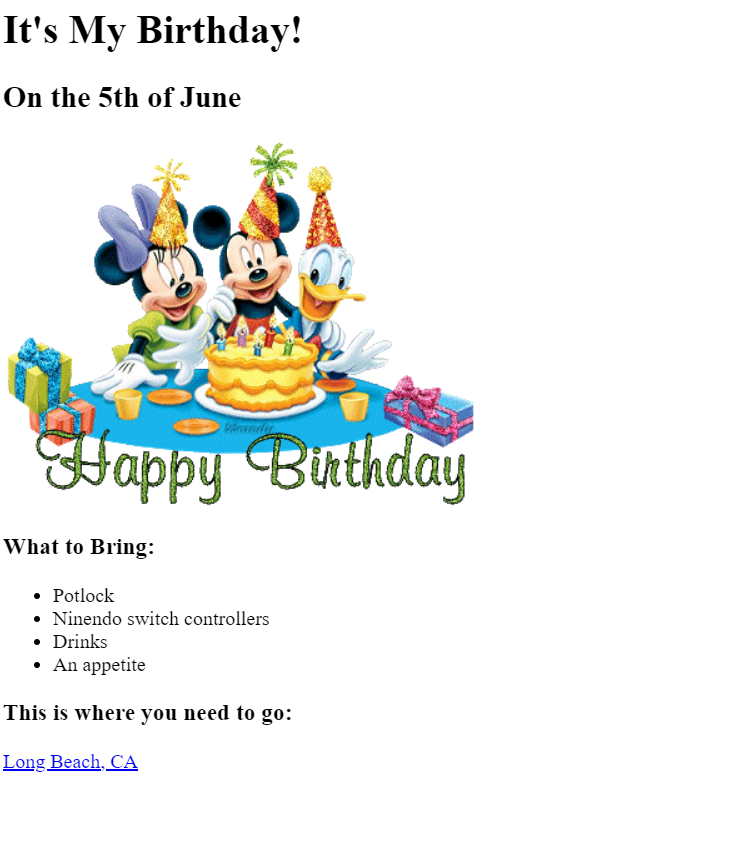 It's My Birthday!
On the 5th of June
Happy Birthday
What to Bring:
Potlock
Ninendo switch controllers
Drinks
An appetite
This is where you need to go:
Long Beach, CA